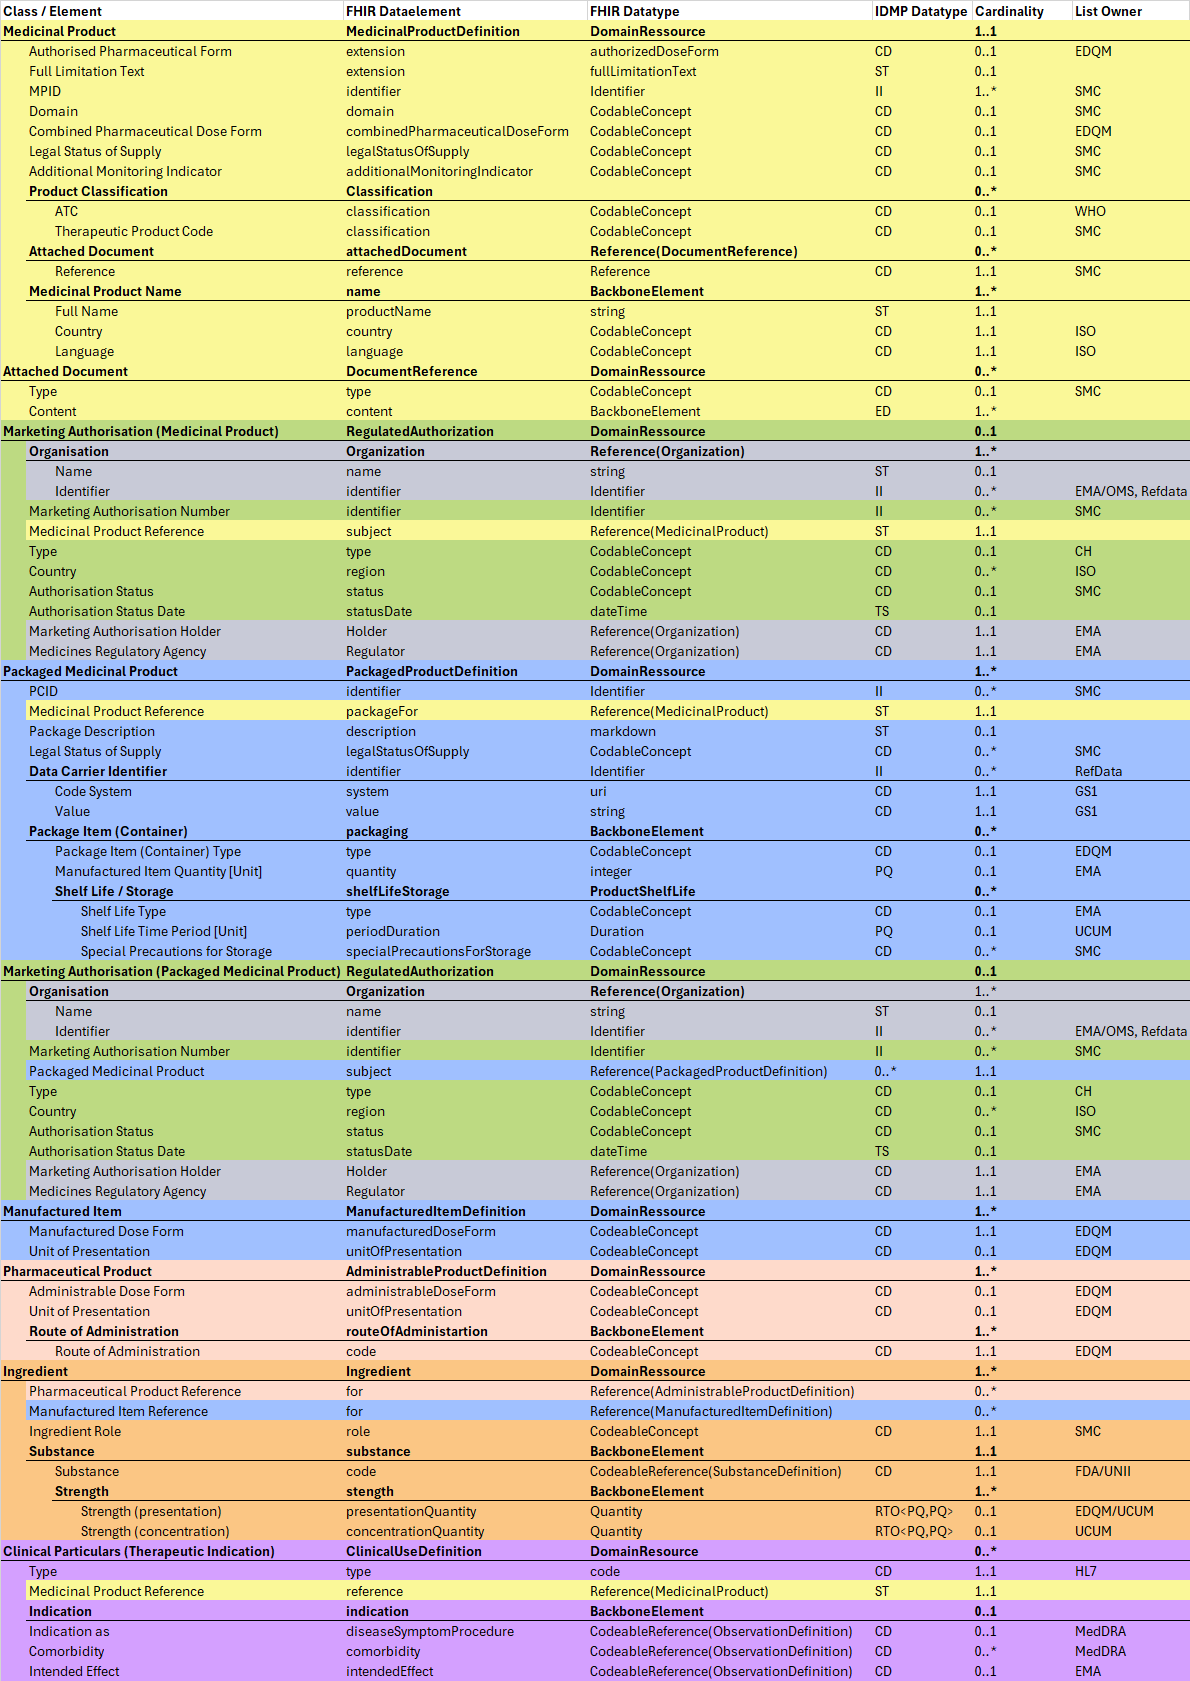 Class / Element FHIR Dataelement FHIR Datatype IDMP Datatype Cardinality List Owner
Medicinal Product MedicinalProductDefinition DomainRessource 1..1
Authorised Pharmaceutical Form extension authorizedDoseForm CD 0..1 EDQM
Full Limitation Text extension fullLimitationText ST 0..1
MPID identifier Identifier II 1..* SMC
Domain domain CodableConcept CD 0..1 SMC
Combined Pharmaceutical Dose Form combinedPharmaceuticalDoseForm CodableConcept CD 0..1 EDQM
Legal Status of Supply legalStatusOfSupply CodableConcept CD 0..1 SMC
Additional Monitoring Indicator additionalMonitoringIndicator CodableConcept CD 0..1 SMC
Product Classification Classification 0..*
ATC classification CodableConcept CD 0..1 WHO
Therapeutic Product Code classification CodableConcept CD 0..1 SMC
Attached Document attachedDocument Reference(DocumentReference) 0..*
Reference reference Reference CD 1..1 SMC
Medicinal Product Name name BackboneElement 1..*
Full Name productName string ST 1..1
Country country CodableConcept CD 1..1 ISO
Language language CodableConcept CD 1..1 ISO
Attached Document DocumentReference DomainRessource 0..*
Type type CodableConcept CD 0..1 SMC
Content content BackboneElement ED 1..*
Marketing Authorisation (Medicinal Product) RegulatedAuthorization DomainRessource 0..1
Organisation Organization Reference(Organization) 1..*
Name name string ST 0..1
Identifier identifier Identifier II 0..* EMA/OMS, Refdata
Marketing Authorisation Number identifier Identifier II 0..* SMC
Medicinal Product Reference subject Reference(MedicinalProduct) ST 1..1
Type type CodableConcept CD 0..1 CH
Country region CodableConcept CD 0..* ISO
Authorisation Status status CodableConcept CD 0..1 SMC
Authorisation Status Date statusDate dateTime TS 0..1
Marketing Authorisation Holder Holder Reference(Organization) CD 1..1 EMA
Medicines Regulatory Agency Regulator Reference(Organization) CD 1..1 EMA
Packaged Medicinal Product PackagedProductDefinition DomainRessource 1..*
PCID identifier Identifier II 0..* SMC
Medicinal Product Reference packageFor Reference(MedicinalProduct) ST 1..1
Package Description description markdown ST 0..1
Legal Status of Supply legalStatusOfSupply CodableConcept CD 0..* SMC
Data Carrier Identifier identifier Identifier II 0..* RefData
Code System system uri CD 1..1 GS1
Value value string CD 1..1 GS1
Package Item (Container) packaging BackboneElement 0..*
Package Item (Container) Type type CodableConcept CD 0..1 EDQM
Manufactured Item Quantity [Unit] quantity integer PQ 0..1 EMA
Shelf Life / Storage shelfLifeStorage ProductShelfLife 0..*
Shelf Life Type type CodableConcept CD 0..1 EMA
Shelf Life Time Period [Unit] periodDuration Duration PQ 0..1 UCUM
Special Precautions for Storage specialPrecautionsForStorage CodableConcept CD 0..* SMC
Marketing Authorisation (Packaged Medicinal Product) RegulatedAuthorization DomainRessource 0..1
Organisation Organization Reference(Organization) 1..*
Name name string ST 0..1
Identifier identifier Identifier II 0..* EMA/OMS, Refdata
Marketing Authorisation Number identifier Identifier II 0..* SMC
Packaged Medicinal Product subject Reference(PackagedProductDefinition) 0..* 1..1
Type type CodableConcept CD 0..1 CH
Country region CodableConcept CD 0..* ISO
Authorisation Status status CodableConcept CD 0..1 SMC
Authorisation Status Date statusDate dateTime TS 0..1
Marketing Authorisation Holder Holder Reference(Organization) CD 1..1 EMA
Medicines Regulatory Agency Regulator Reference(Organization) CD 1..1 EMA
Manufactured Item ManufacturedItemDefinition DomainRessource 1..*
Manufactured Dose Form manufacturedDoseForm CodeableConcept CD 1..1 EDQM
Unit of Presentation unitOfPresentation CodeableConcept CD 0..1 EDQM
Pharmaceutical Product AdministrableProductDefinition DomainRessource 1..*
Administrable Dose Form administrableDoseForm CodeableConcept CD 0..1 EDQM
Unit of Presentation unitOfPresentation CodeableConcept CD 0..1 EDQM
Route of Administration routeOfAdministartion BackboneElement 1..*
Route of Administration code CodeableConcept CD 1..1 EDQM
Ingredient Ingredient DomainRessource 1..*
Pharmaceutical Product Reference for Reference(AdministrableProductDefinition) 0..*
Manufactured Item Reference for Reference(ManufacturedItemDefinition) 0..*
Ingredient Role role CodeableConcept CD 1..1 SMC
Substance substance BackboneElement 1..1
Substance code CodeableReference(SubstanceDefinition) CD 1..1 FDA/UNII
Strength stength BackboneElement 1..*
Strength (presentation) presentationQuantity Quantity RTO<PQ,PQ> 0..1 EDQM/UCUM
Strength (concentration) concentrationQuantity Quantity RTO<PQ,PQ> 0..1 UCUM
Clinical Particulars (Therapeutic Indication) ClinicalUseDefinition DomainResource 0..*
Type type code CD 1..1 HL7
Medicinal Product Reference reference Reference(MedicinalProduct) ST 1..1
Indication indication BackboneElement 0..1
Indication as diseaseSymptomProcedure CodeableReference(ObservationDefinition) CD 0..1 MedDRA
Comorbidity comorbidity CodeableReference(ObservationDefinition) CD 0..* MedDRA
Intended Effect intendedEffect CodeableReference(ObservationDefinition) CD 0..1 EMA